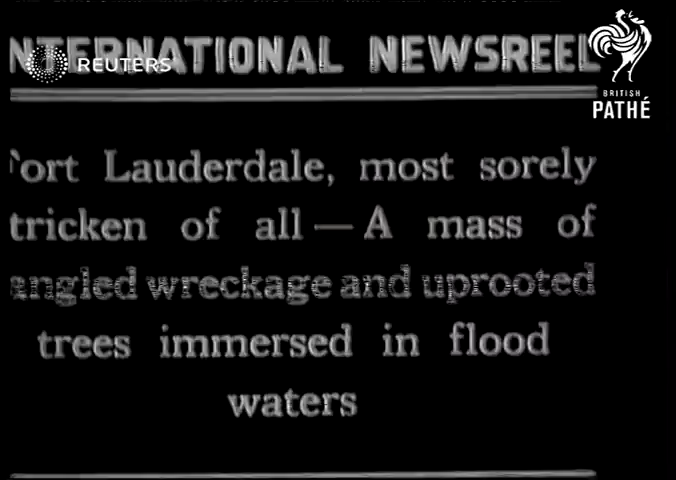 NTERNATIONAL NEWSREEL
REUTERS
BRITISH
PATHÉ
ort Lauderdale, most sorely
tricken of all — A mass of
angled wreckage and uprooted
trees immersed in flood
waters